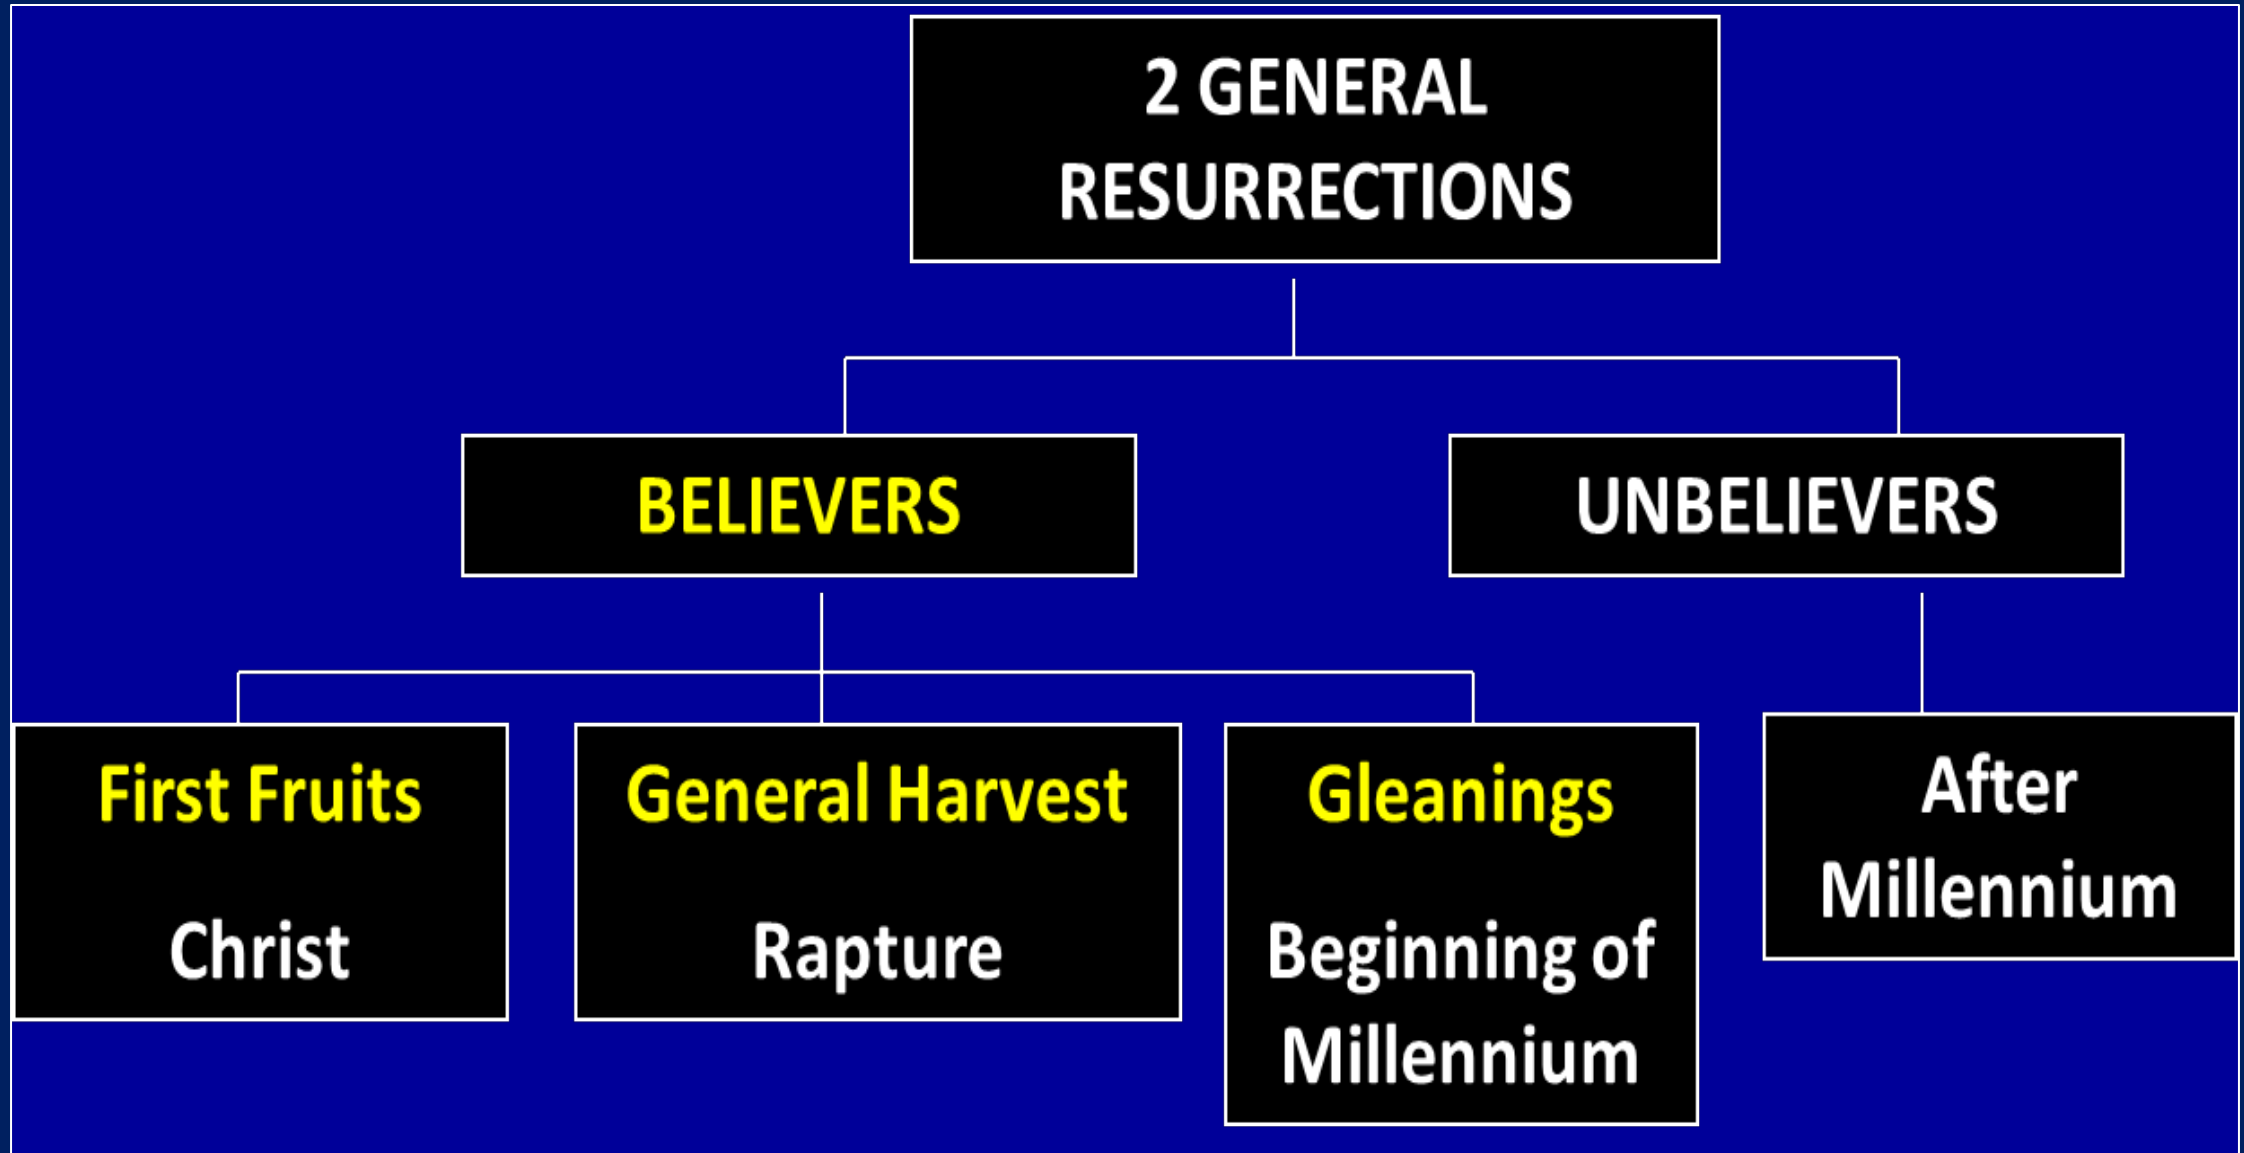 2 GENERAL
RESURRECTIONS
BELIEVERS
UNBELIEVERS
First Fruits
Christ
General Harvest
Rapture
Gleanings
Beginning of
Millennium
After
Millennium